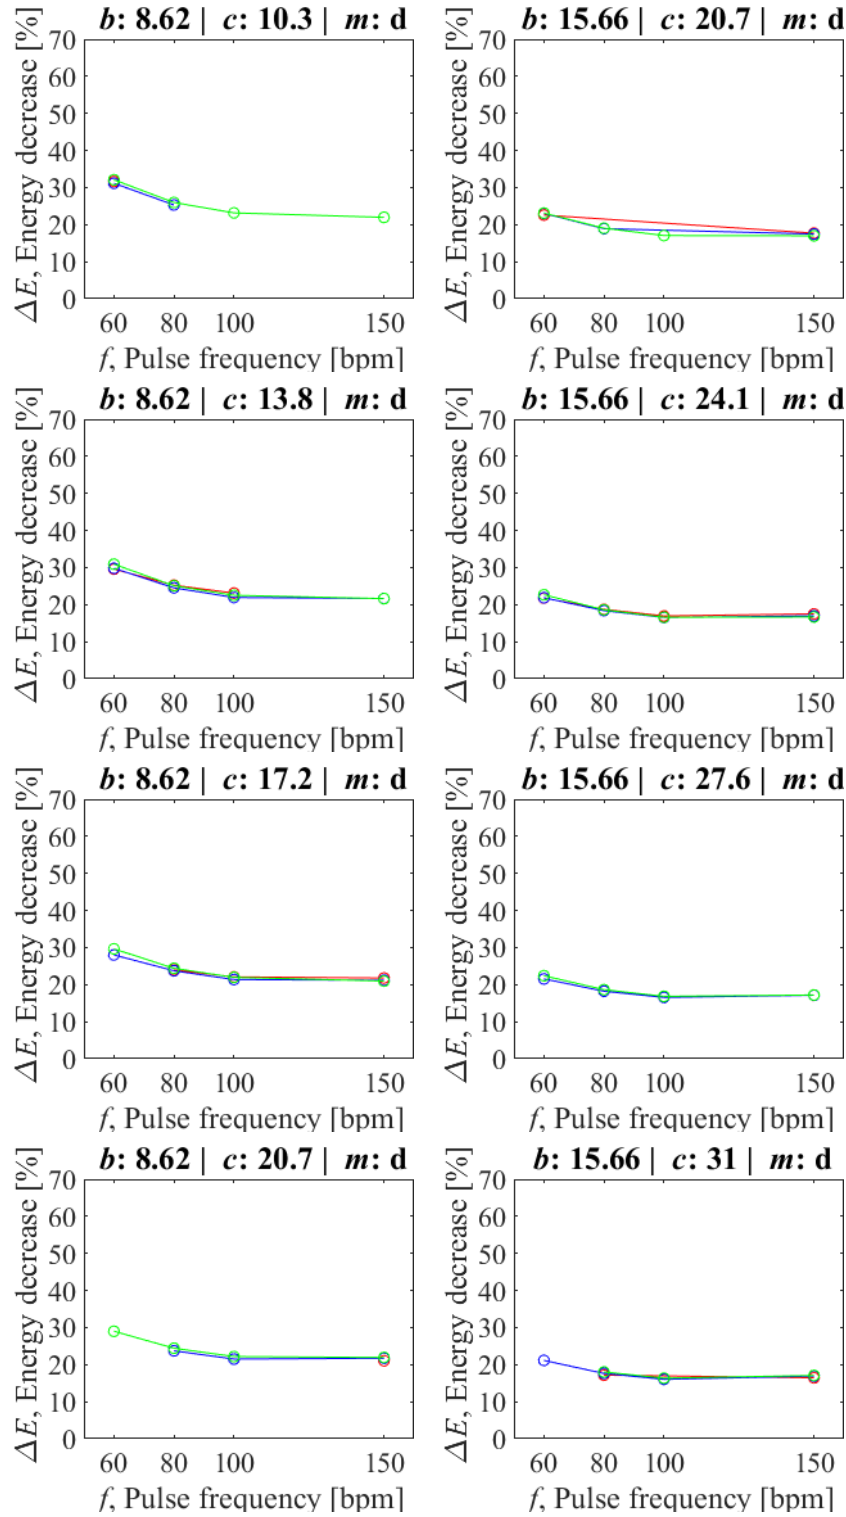 b: 8.62 | c: 10.3 | m: d
ΔE, Energy decrease [%]
70
60
50
40
30
20
10
0
60 80 100 150
f, Pulse frequency [bpm]
b: 15.66 | c: 20.7 | m: d
ΔE, Energy decrease [%]
70
60
50
40
30
20
10
0
60 80 100 150
f, Pulse frequency [bpm]
b: 8.62 | c: 13.8 | m: d
ΔE, Energy decrease [%]
70
60
50
40
30
20
10
0
60 80 100 150
f, Pulse frequency [bpm]
b: 15.66 | c: 24.1 | m: d
ΔE, Energy decrease [%]
70
60
50
40
30
20
10
0
60 80 100 150
f, Pulse frequency [bpm]
b: 8.62 | c: 17.2 | m: d
ΔE, Energy decrease [%]
70
60
50
40
30
20
10
0
60 80 100 150
f, Pulse frequency [bpm]
b: 15.66 | c: 27.6 | m: d
ΔE, Energy decrease [%]
70
60
50
40
30
20
10
0
60 80 100 150
f, Pulse frequency [bpm]
b: 8.62 | c: 20.7 | m: d
ΔE, Energy decrease [%]
70
60
50
40
30
20
10
0
60 80 100 150
f, Pulse frequency [bpm]
b: 15.66 | c: 31 | m: d
ΔE, Energy decrease [%]
70
60
50
40
30
20
10
0
60 80 100 150
f, Pulse frequency [bpm]